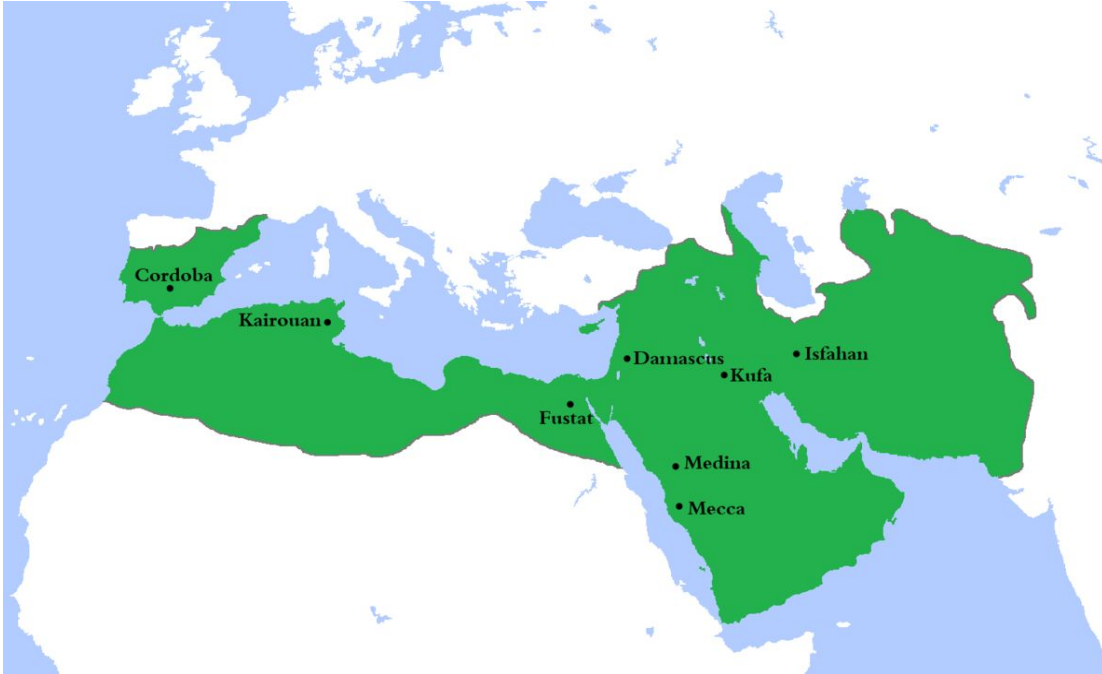 Cordoba
Kairouan
Damascus
Isfahan
Kufa
Fustat
Medina
Mecca